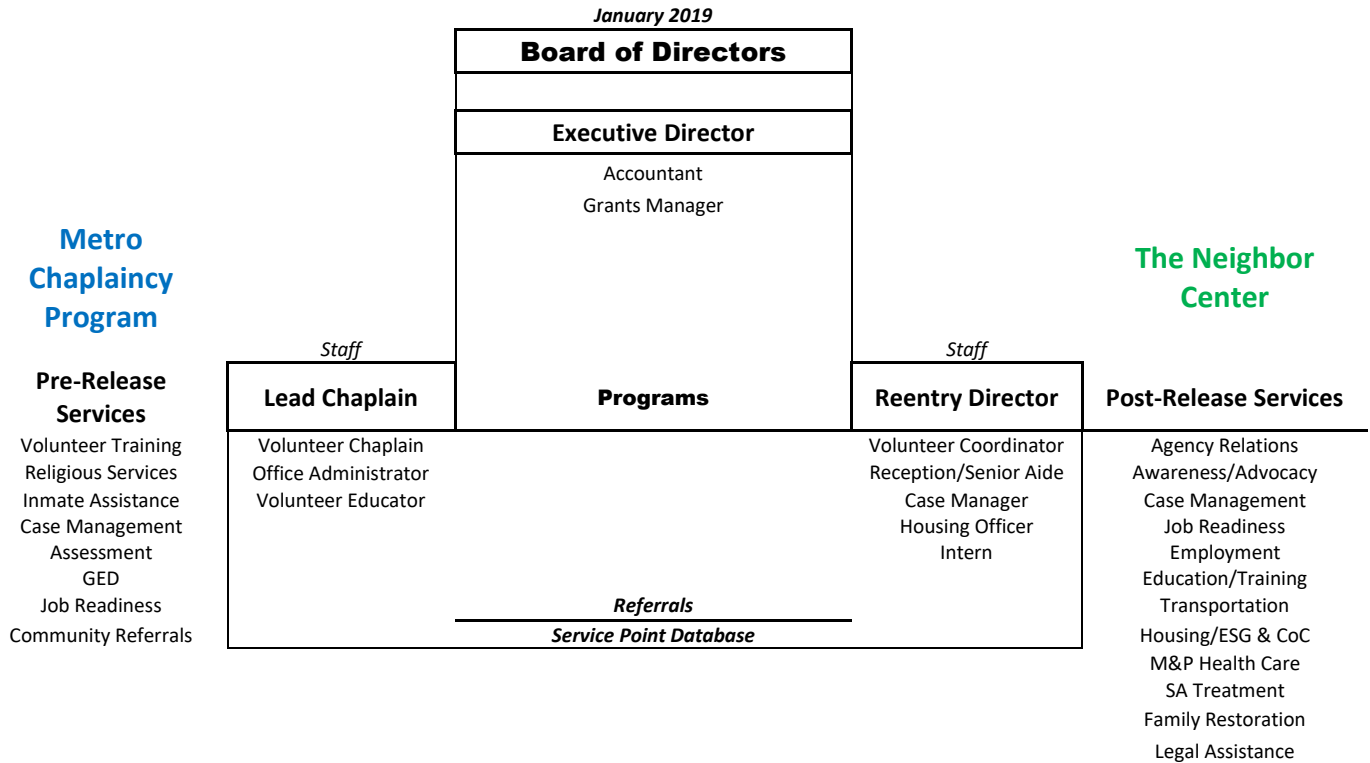 January 2019
Board of Directors
Executive Director
Accountant
Grants Manager
Metro
Chaplaincy
Program
The Neighbor
Center
Staff
Staff
Pre-Release
Services
Lead Chaplain
Programs
Reentry Director
Post-Release Services
Volunteer Training
Religious Services
Inmate Assistance
Case Management
Assessment
GED
Job Readiness
Community Referrals
Volunteer Chaplain
Office Administrator
Volunteer Educator
Referrals
Service Point Database
Volunteer Coordinator
Reception/Senior Aide
Case Manager
Housing Officer
Intern
Agency Relations
Awareness/Advocacy
Case Management
Job Readiness
Employment
Education/Training
Transportation
Housing/ESG & CoC
M&P Health Care
SA Treatment
Family Restoration
Legal Assistance